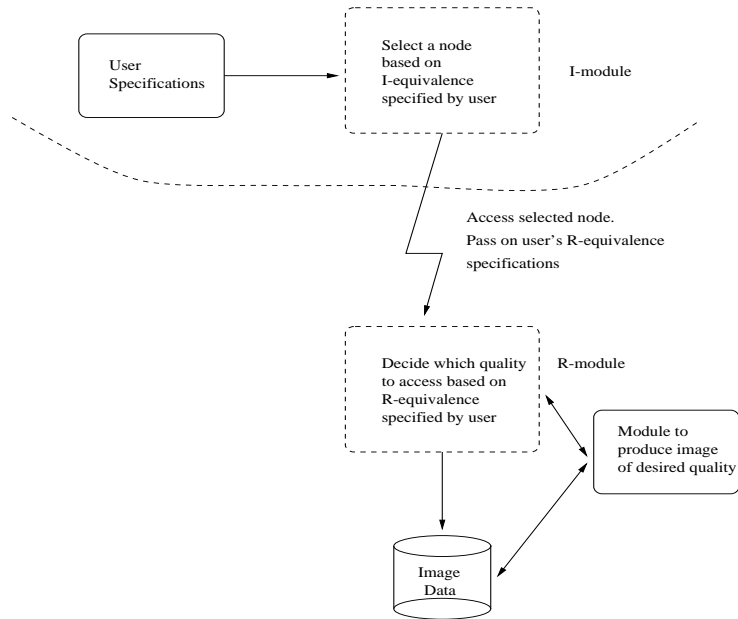 User
Specifications
Select a node
based on
I-equivalence
specified by user
I-module
Access selected node.
Pass on user's R-equivalence
specifications
Decide which quality
to access based on
R-equivalence
specified by user
R-module
Module to
produce image
of desired quality
Image
Data